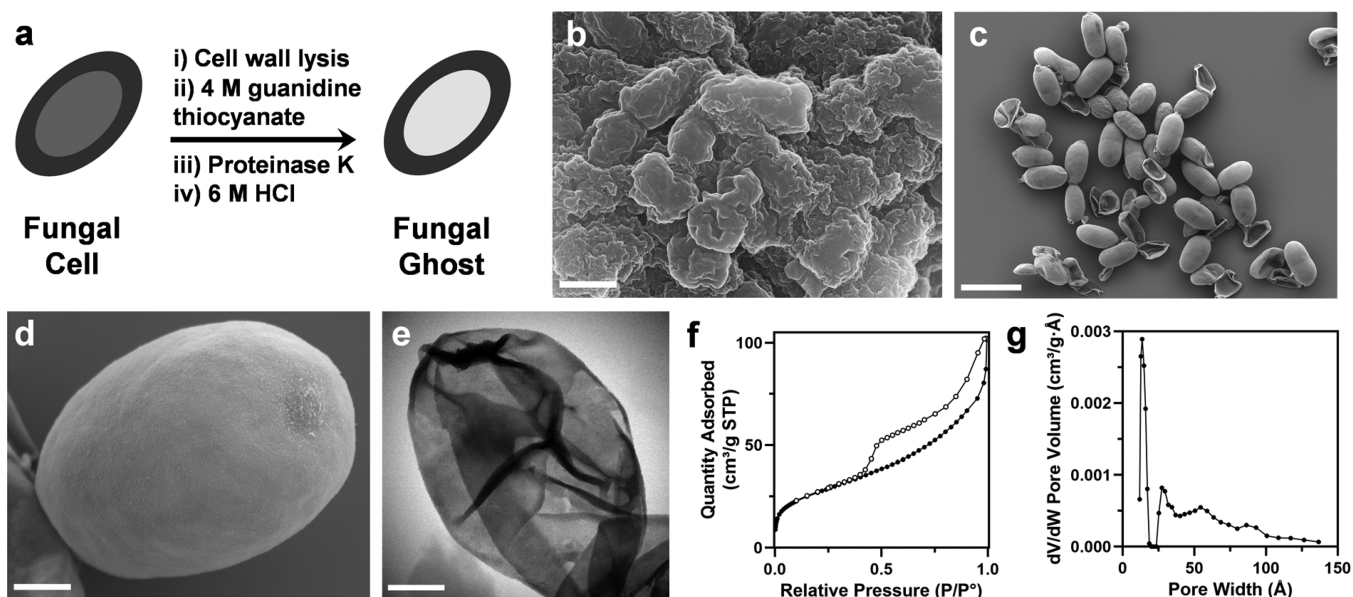 a
i) Cell wall lysis
ii) 4 M guanidine
thiocyanate
iii) Proteinase K
iv) 6 M HCl
Fungal
Cell
Fungal
Ghost
b
c
d
e
f
Quantity Adsorbed
(cm³/g STP)
100
50
0
0.0
0.5
1.0
Relative Pressure (P/P°)
g
dV/dW Pore Volume (cm³/g·Å)
0.003
0.002
0.001
0.000
0
50
100
150
Pore Width (Å)